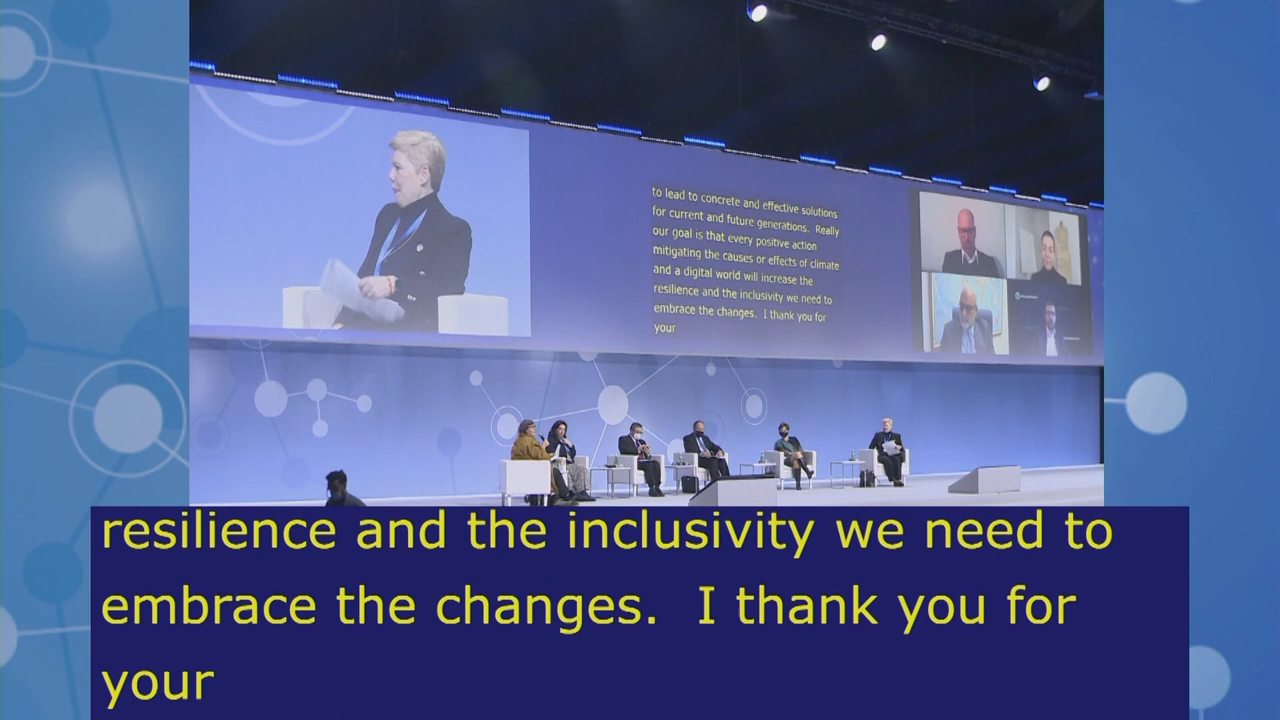 to lead to concrete and effective solutions
for current and future generations.  Really
our goal is that every positive action
mitigating the causes or effects of climate
and a digital world will increase the
resilience and the inclusivity we need to
embrace the changes.  I thank you for
your
resilience and the inclusivity we need to
embrace the changes.  I thank you for
your